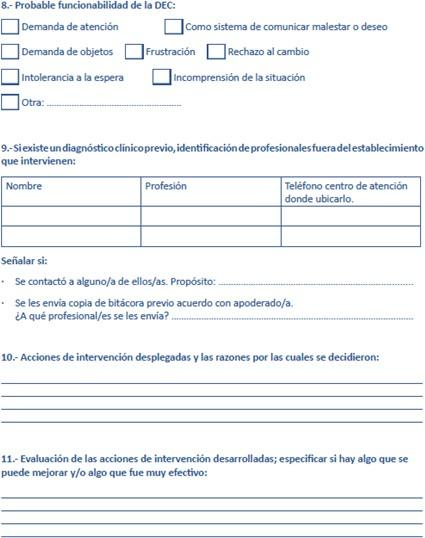 8.- Probable funcionabilidad de la DEC:
Demanda de atención Como sistema de comunicar malestar o deseo
Demanda de objetos Frustración Rechazo al cambio
Intolerancia a la espera Incomprensión de la situación
Otra: ......................................................
9.- Si existe un diagnóstico clínico previo, identificación de profesionales fuera del establecimiento
que intervienen:
Nombre Profesión Teléfono centro de atención
donde ubicarlo.
Señalar si:
· Se contactó a alguno/a de ellos/as. Propósito: ..............................................................................
· Se les envía copia de bitácora previo acuerdo con apoderado/a.
¿A qué profesional/es se les envía? ................................................................................................
10.- Acciones de intervención desplegadas y las razones por las cuales se decidieron:
11.- Evaluación de las acciones de intervención desarrolladas; especificar si hay algo que se
puede mejorar y/o algo que fue muy efectivo: